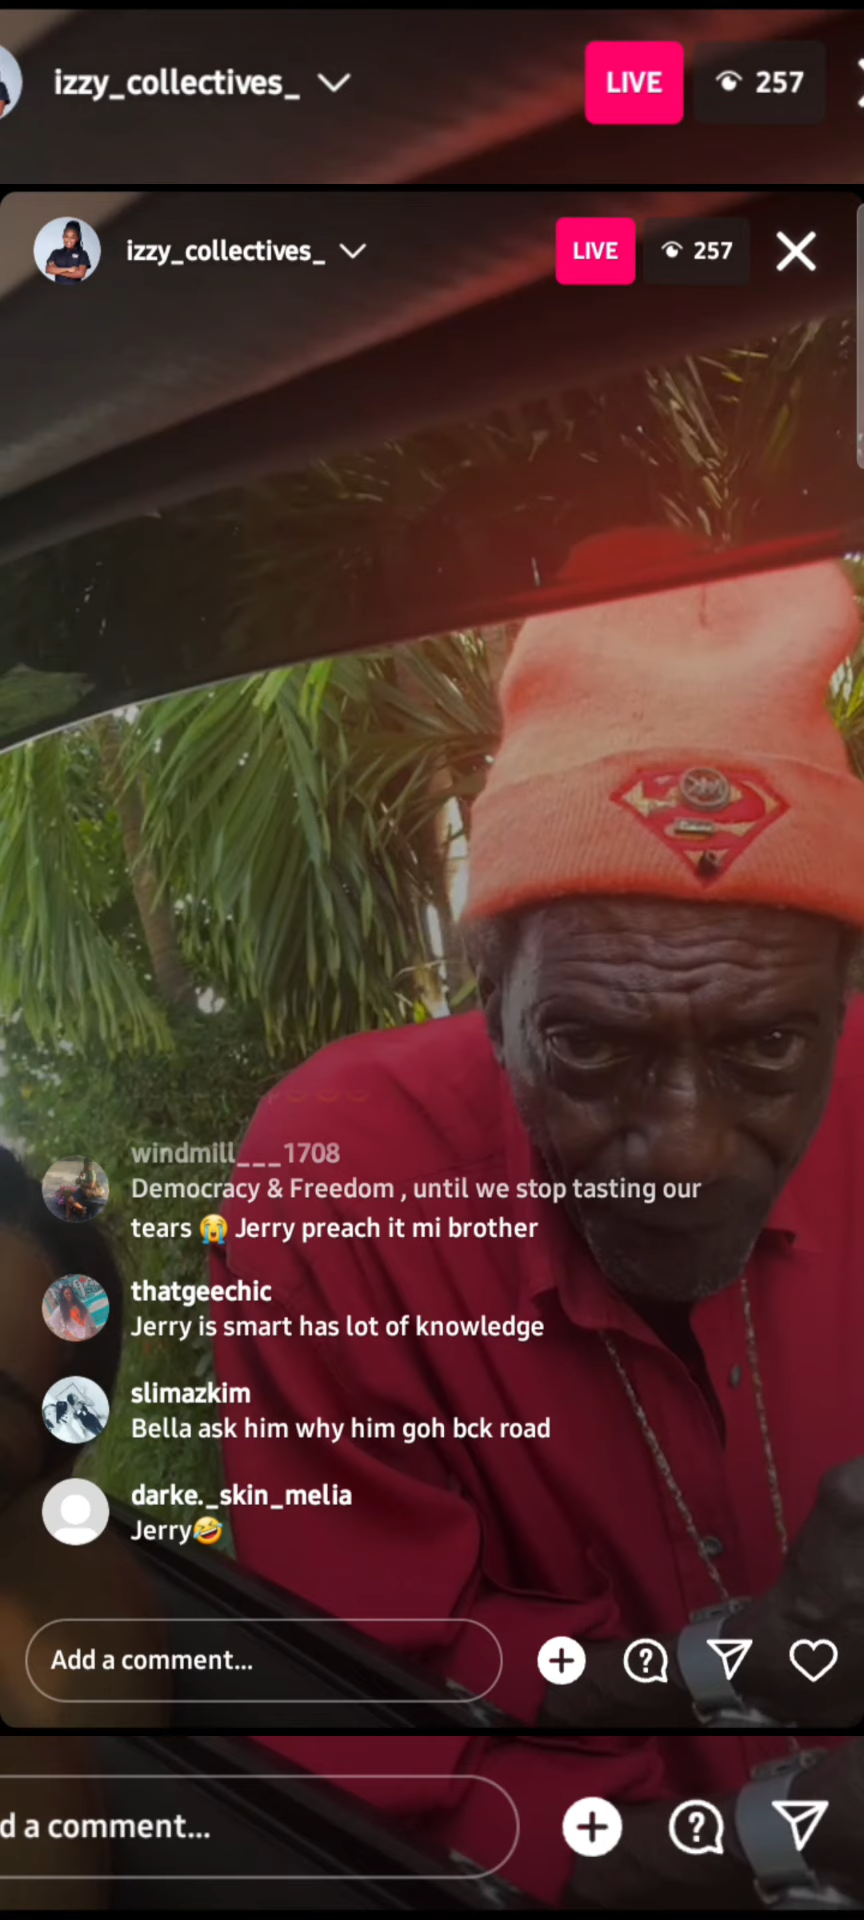 izzy_collectives_
LIVE
257
izzy_collectives_
LIVE
257
windmill___1708
Democracy & Freedom , until we stop tasting our
tears 😭 Jerry preach it mi brother
thatgeechic
Jerry is smart has lot of knowledge
slimazkim
Bella ask him why him goh bck road
darke._skin_melia
Jerry🤣
Add a comment...
d a comment...